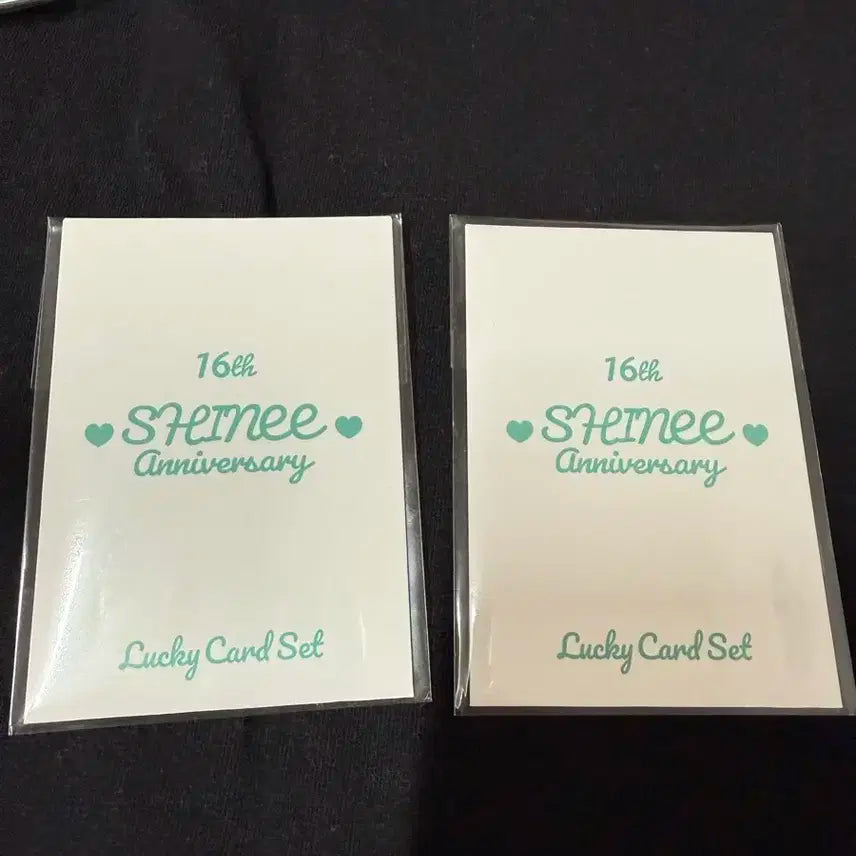 16th
SHINee
Anniversary
Lucky Card Set
16th
SHINee
Anniversary
Lucky Card Set